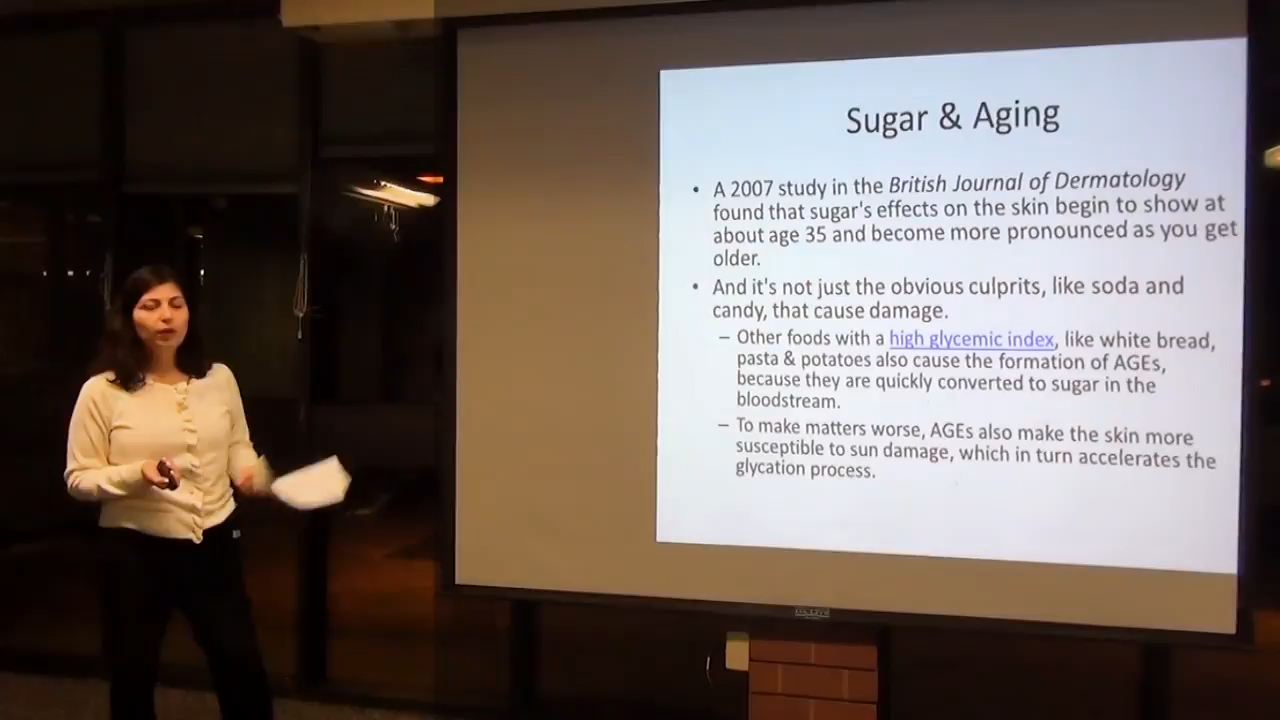 Sugar & Aging
• A 2007 study in the British Journal of Dermatology
found that sugar's effects on the skin begin to show at
about age 35 and become more pronounced as you get
older.
• And it's not just the obvious culprits, like soda and
candy, that cause damage.
– Other foods with a high glycemic index, like white bread,
pasta & potatoes also cause the formation of AGEs,
because they are quickly converted to sugar in the
bloodstream.
– To make matters worse, AGEs also make the skin more
susceptible to sun damage, which in turn accelerates the
glycation process.